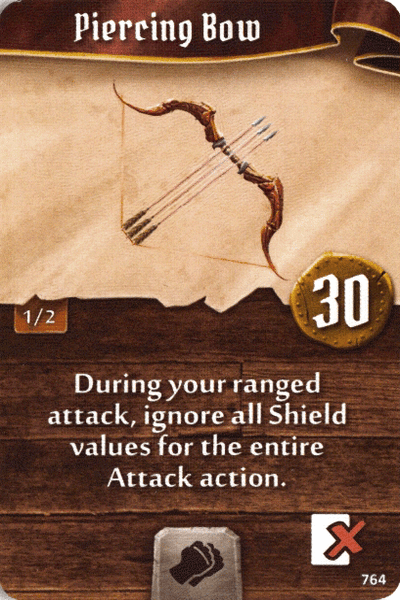 Piercing Bow
30
1/2
During your ranged
attack, ignore all Shield
values for the entire
Attack action.
764